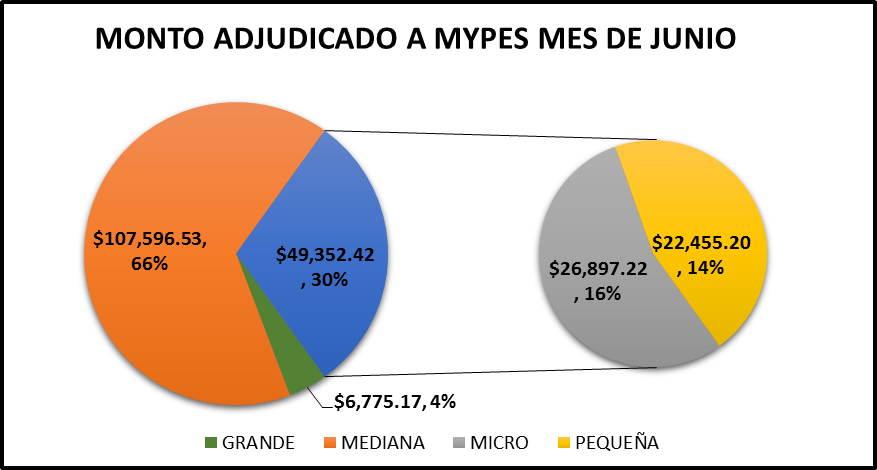 MONTO ADJUDICADO A MYPES MES DE JUNIO
$107,596.53,
66%
$49,352.42
, 30%
$6,775.17, 4%
$26,897.22
, 16%
$22,455.20
, 14%
GRANDE
MEDIANA
MICRO
PEQUEÑA